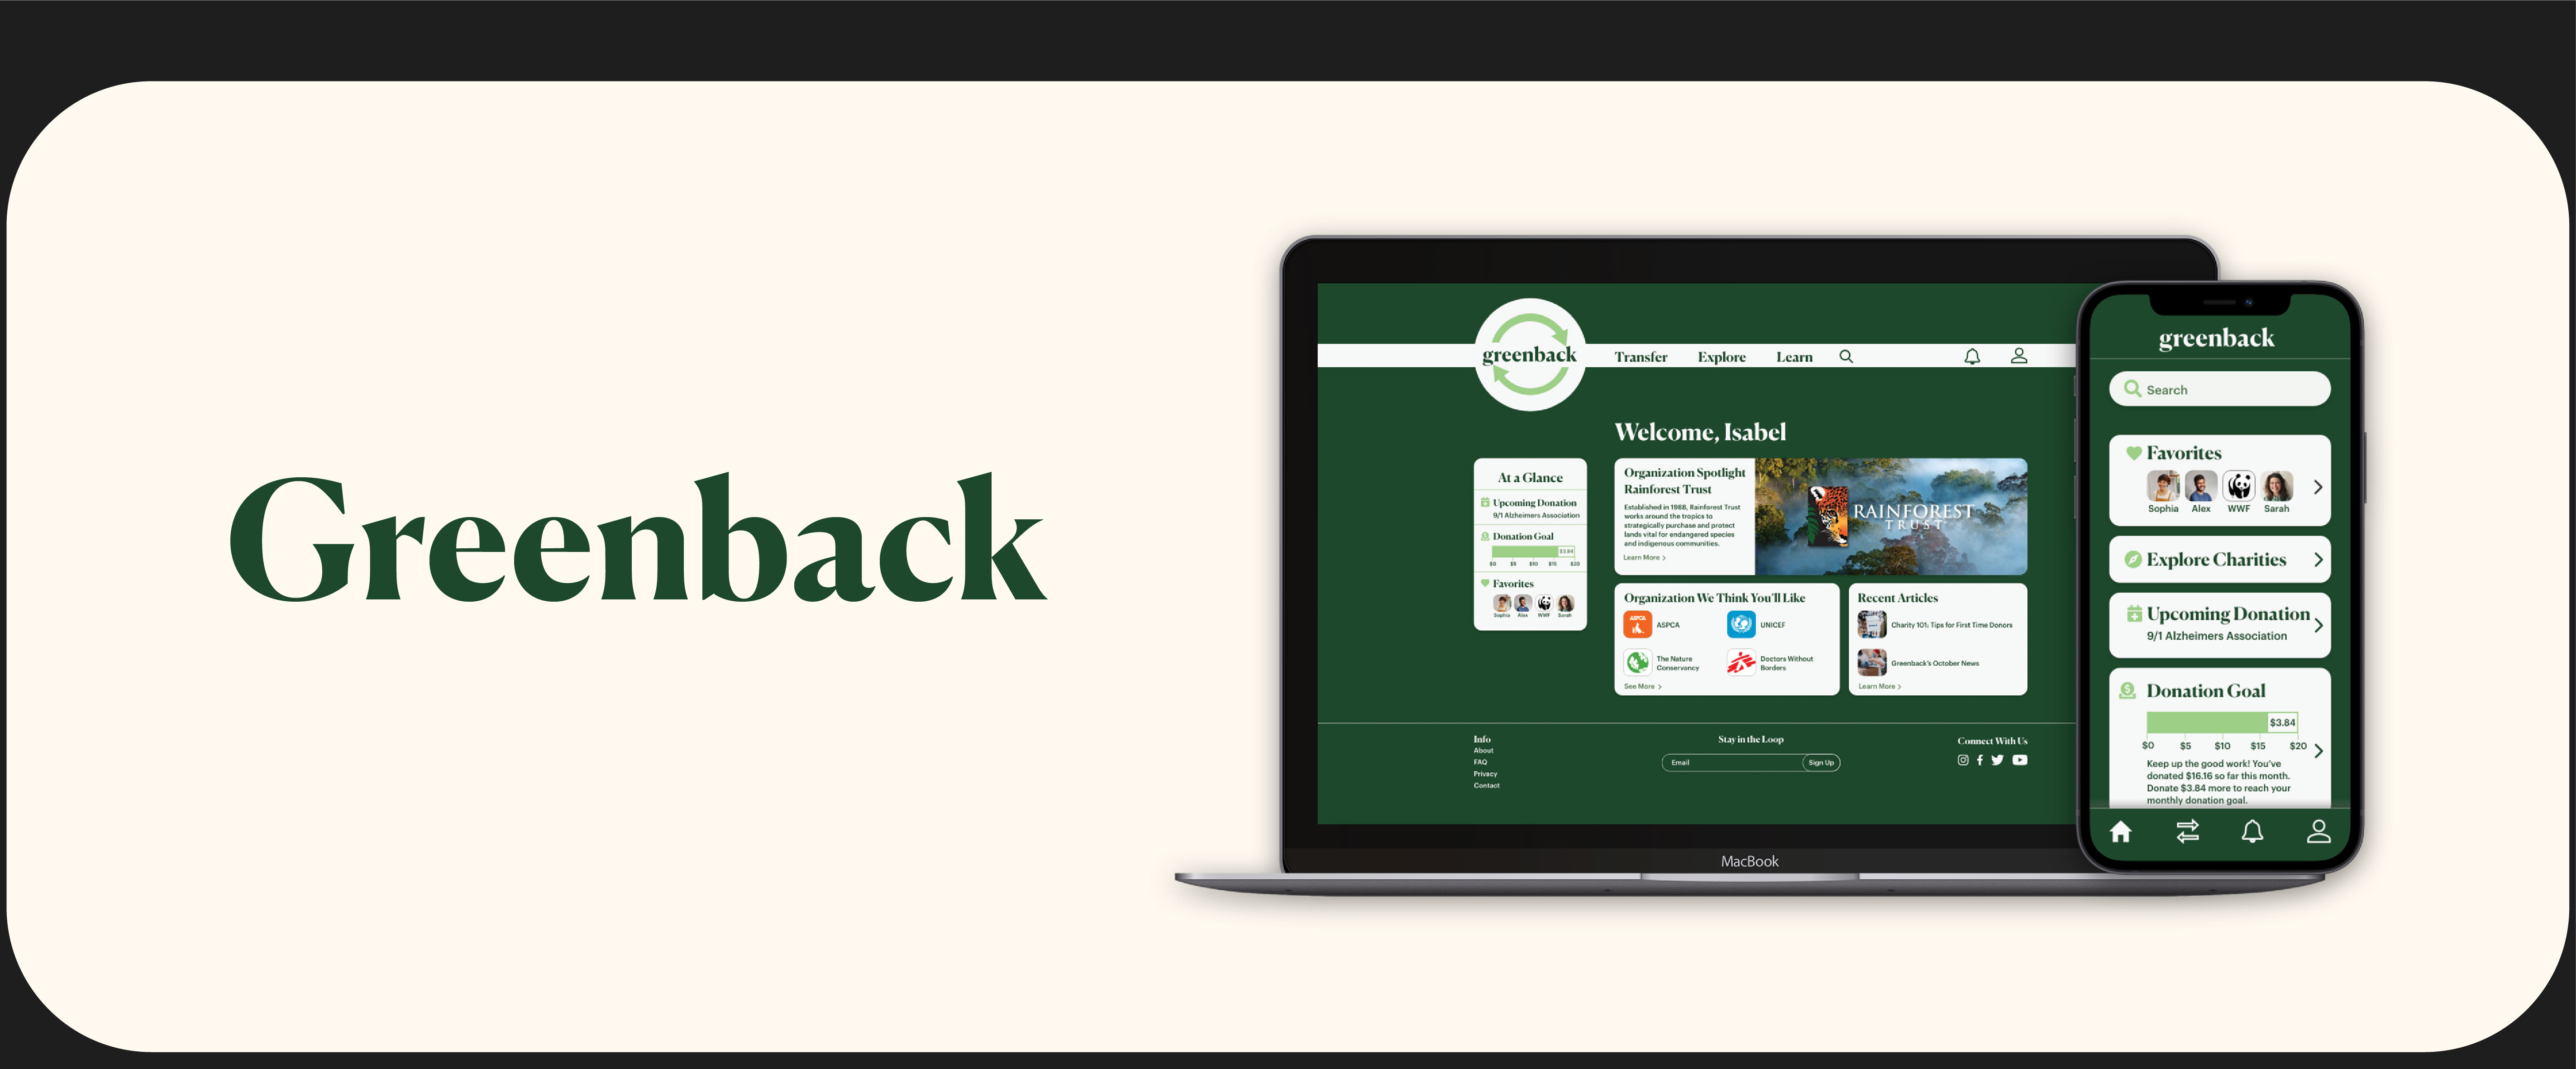 Greenback
greenback
Transfer
Explore
Learn
Welcome, Isabel
At a Glance
Upcoming Donation
9/1 Alzheimers Association
Donation Goal
$3.84
$0 $5 $10 $15 $20
Favorites
Sophia Alex WWF Sarah
Organization Spotlight
Rainforest Trust
Established in 1988, Rainforest Trust
works around the tropics to
strategically purchase and protect
lands vital for endangered species
and indigenous communities.
Learn More >
RAINFOREST
TRUST
Organization We Think You'll Like
ASPCA
ASPCA
UNICEF
The Nature
Conservancy
Doctors Without
Borders
See More >
Recent Articles
Charity 101: Tips for First Time Donors
Greenback's October News
Learn More >
Info
About
FAQ
Privacy
Contact
Stay in the Loop
Email
Sign Up
Connect With Us
MacBook
greenback
Search
Favorites
Sophia Alex WWF Sarah
Explore Charities
Upcoming Donation
9/1 Alzheimers Association
Donation Goal
$3.84
$0 $5 $10 $15 $20
Keep up the good work! You've
donated $16.16 so far this month.
Donate $3.84 more to reach your
monthly donation goal.